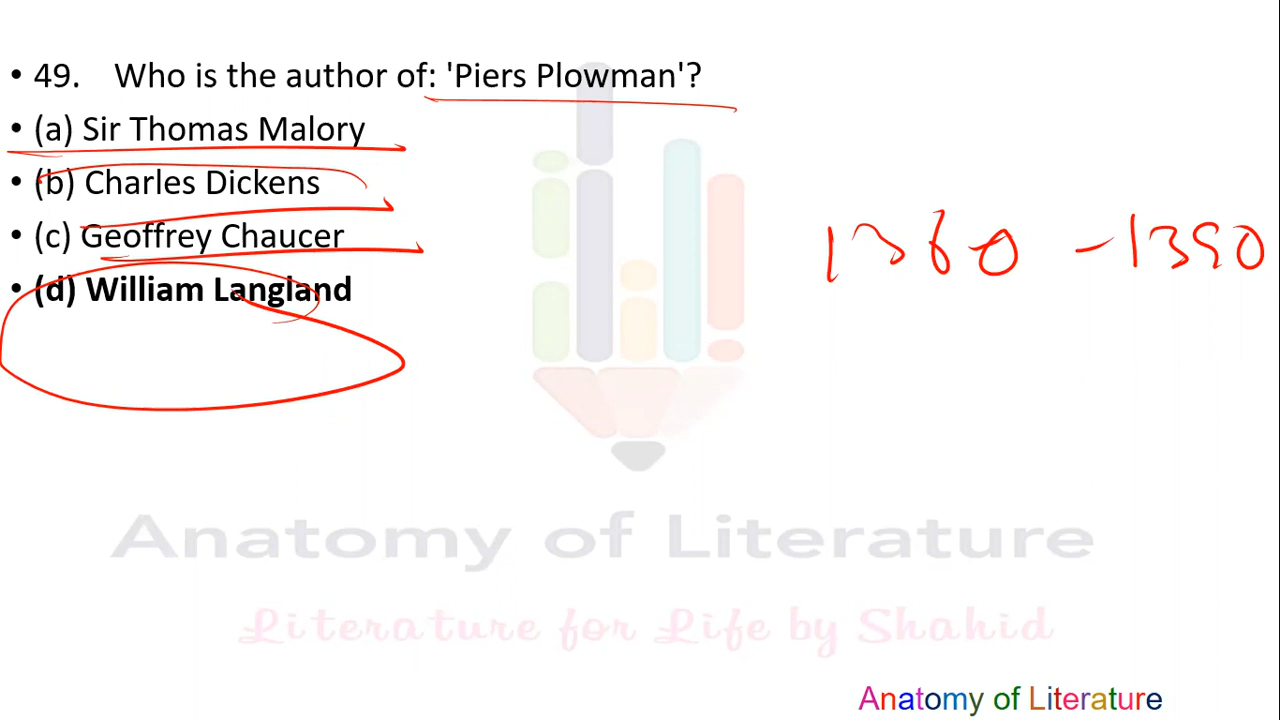 • 49. Who is the author of: 'Piers Plowman'?
• (a) Sir Thomas Malory
• (b) Charles Dickens
• (c) Geoffrey Chaucer
• (d) William Langland
1360 - 1390
Anatomy of Literature
Literature for Life by Shahid
Anatomy of Literature